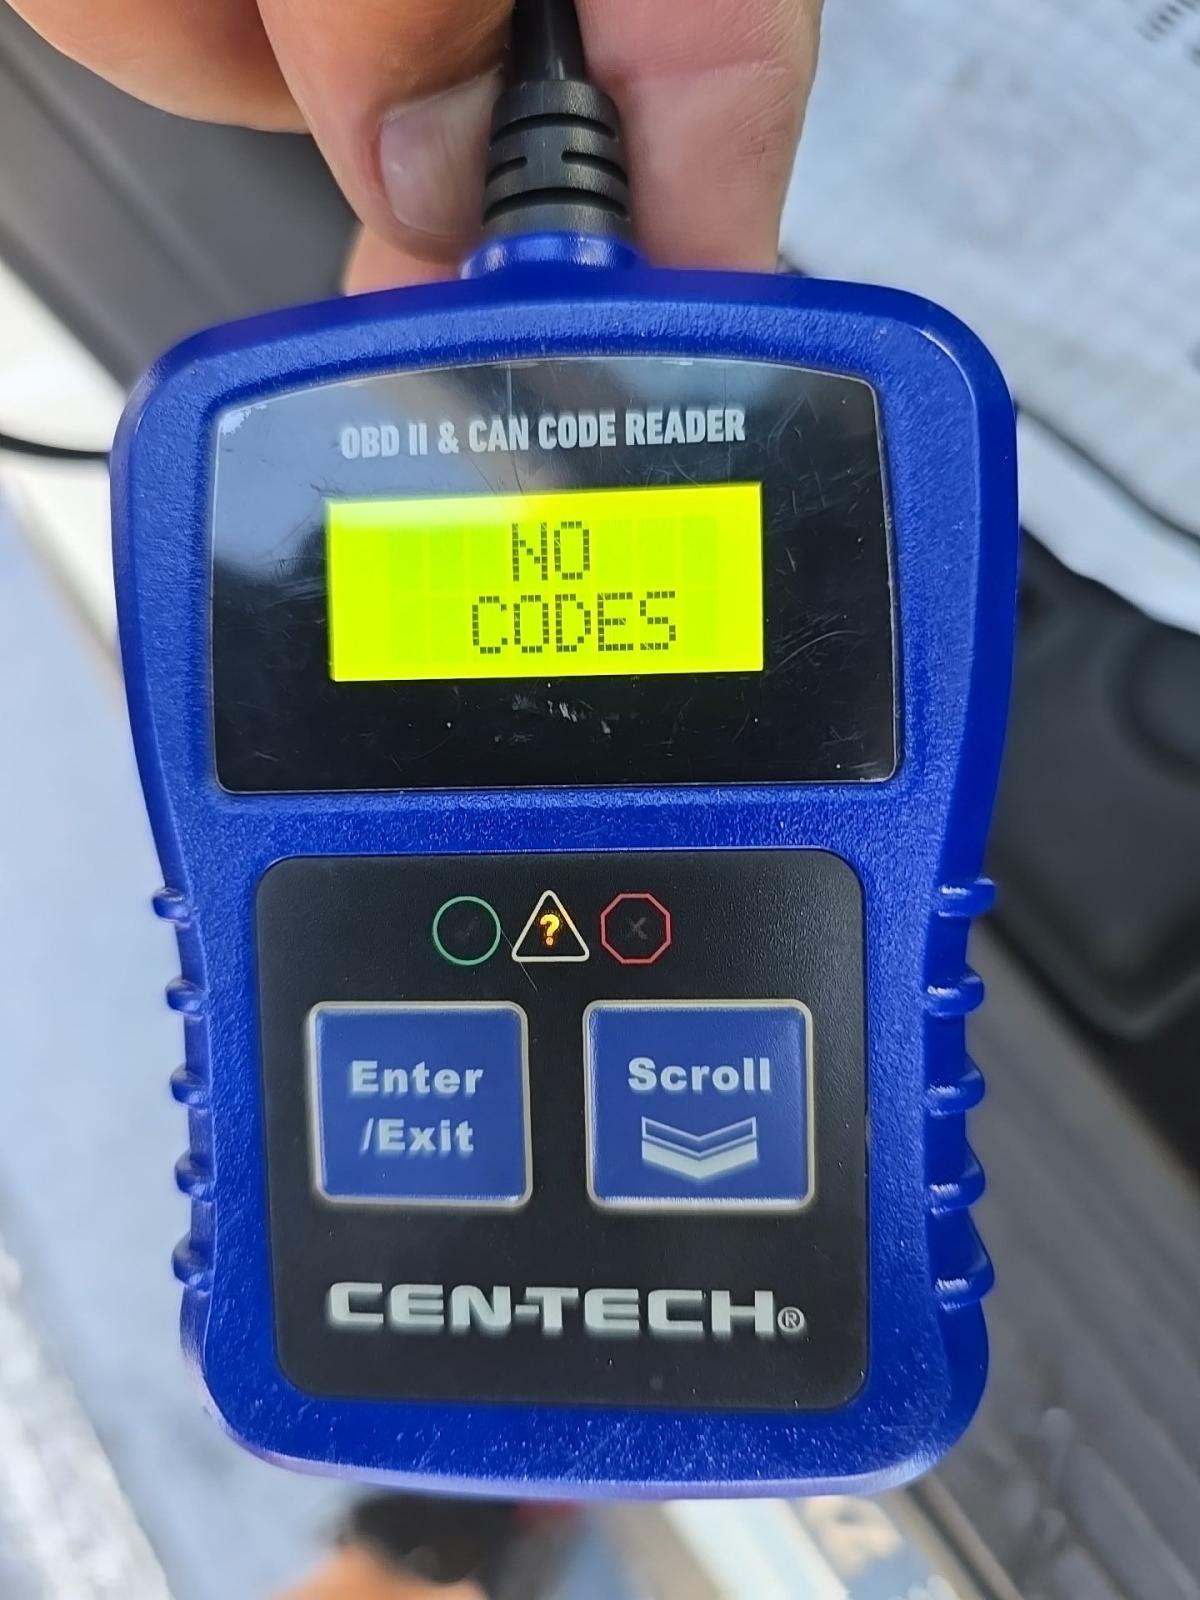 OBD II & CAN CODE READER
NO
CODES
?
Enter
/Exit
Scroll
CEN-TECH®